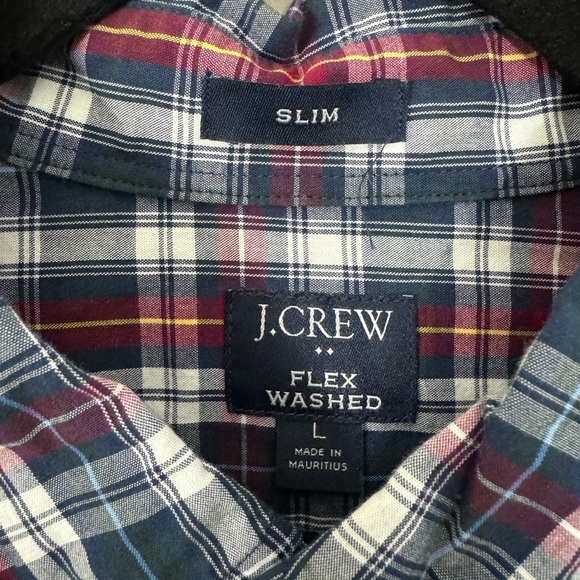 SLIM
J.CREW
FLEX
WASHED
L
MADE IN
MAURITIUS